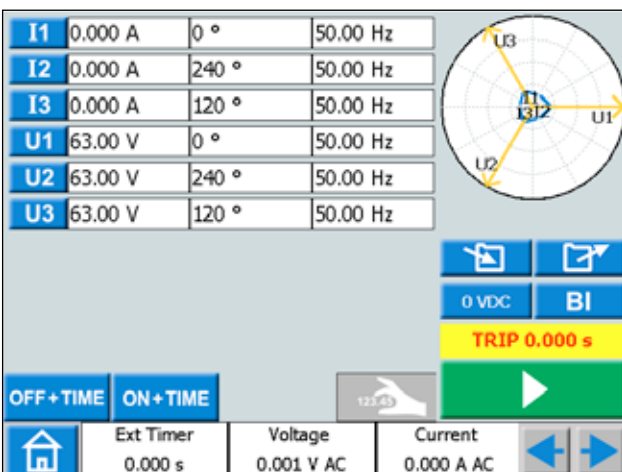 I1 0.000 A 0 ° 50.00 Hz
I2 0.000 A 240 ° 50.00 Hz
I3 0.000 A 120 ° 50.00 Hz
U1 63.00 V 0 ° 50.00 Hz
U2 63.00 V 240 ° 50.00 Hz
U3 63.00 V 120 ° 50.00 Hz
U3
I1
I3 I2
U1
U2
0 VDC BI
TRIP 0.000 s
OFF+TIME ON+TIME 123.45
Ext Timer Voltage Current
0.000 s 0.001 V AC 0.000 A AC